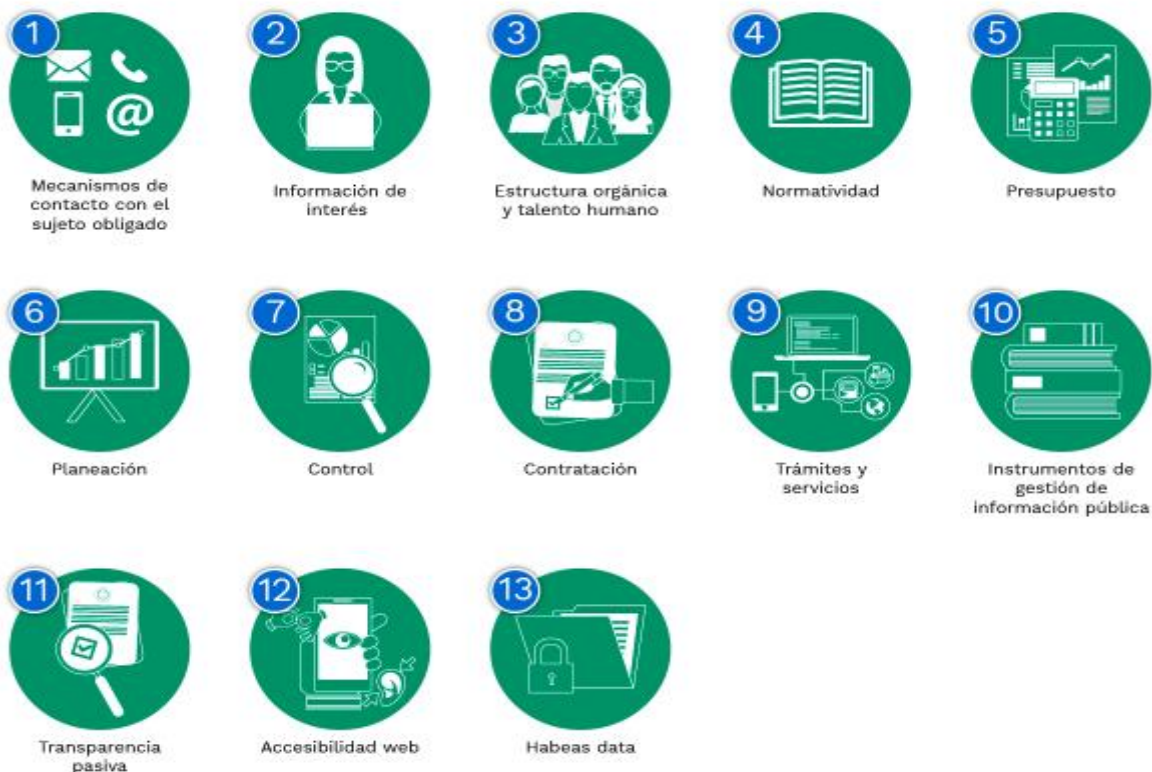 1
Mecanismos de
contacto con el
sujeto obligado
2
Información de
interés
3
Estructura orgánica
y talento humano
4
Normatividad
5
Presupuesto
6
Planeación
7
Control
8
Contratación
9
Trámites y
servicios
10
Instrumentos de
gestión de
información pública
11
Transparencia
pasiva
12
Accesibilidad web
13
Habeas data